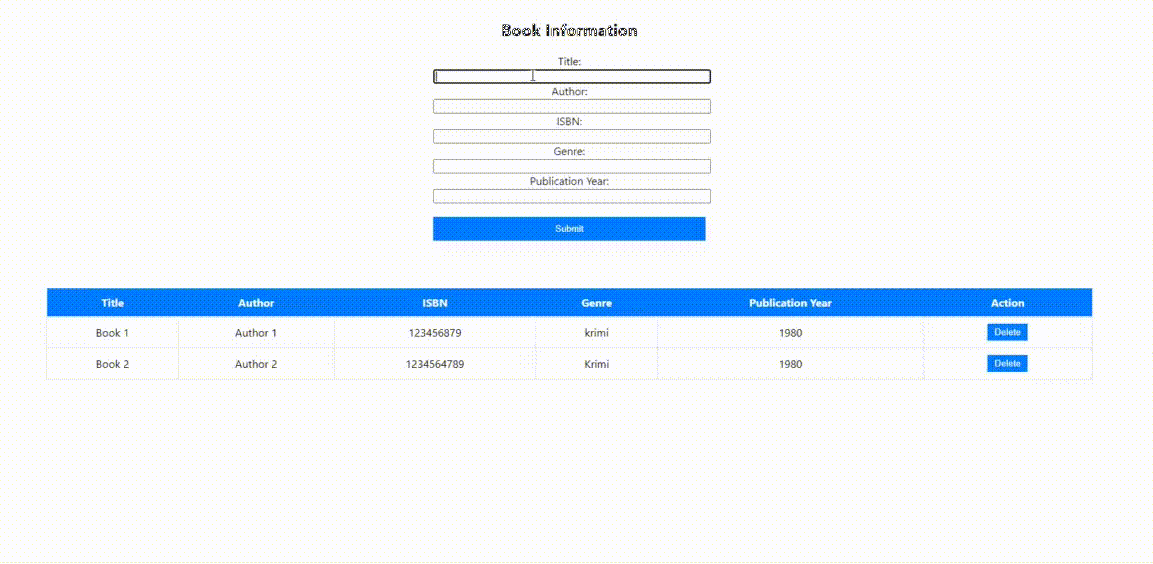 Book Information
Title:
Author:
ISBN:
Genre:
Publication Year:
Submit
Title Author ISBN Genre Publication Year Action
Book 1 Author 1 123456879 krimi 1980 Delete
Book 2 Author 2 1234564789 Krimi 1980 Delete